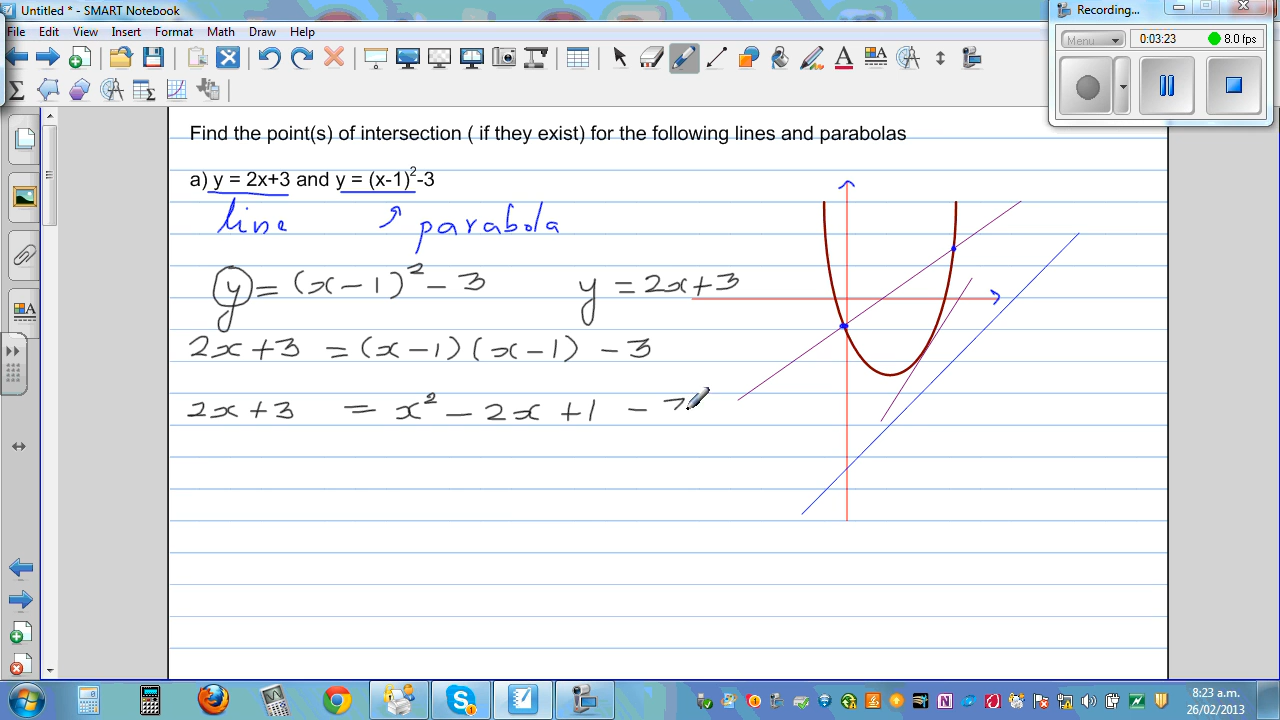 Untitled * - SMART Notebook
File Edit View Insert Format Math Draw Help
Recording...
Menu 0:03:23 8.0 fps
Find the point(s) of intersection ( if they exist) for the following lines and parabolas
a) y = 2x+3 and y = (x-1)²-3
line parabola
y = (x-1)² - 3 y = 2x+3
2x+3 = (x-1)(x-1) - 3
2x+3 = x² - 2x +1 -
8:23 a.m.
26/02/2013